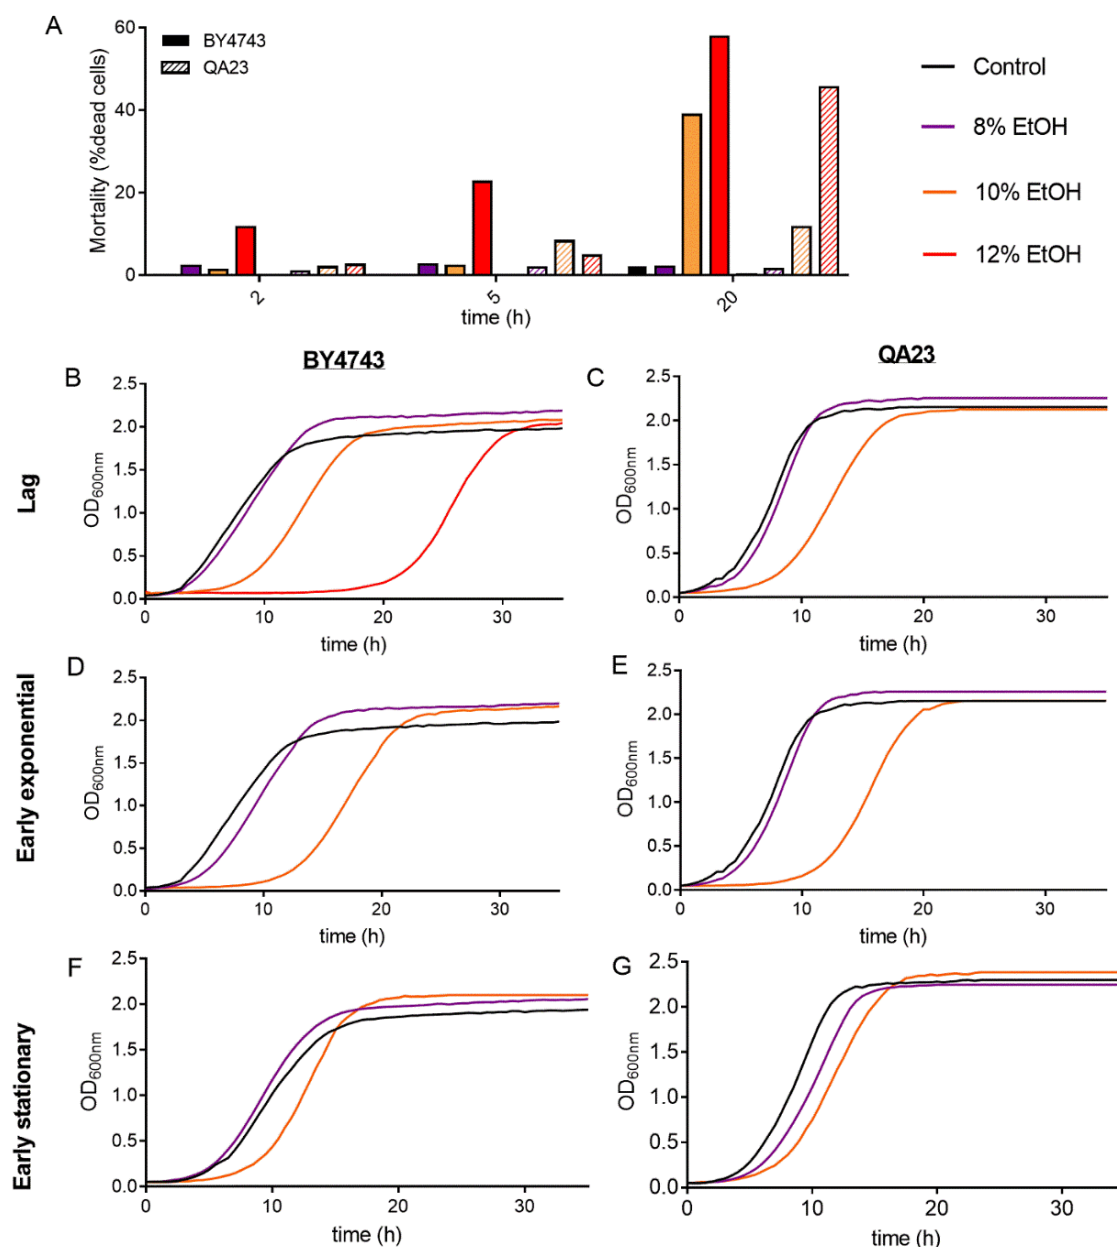 A
60
40
20
0
Mortality (%dead cells)
BY4743
QA23
2
5
20
time (h)
Control
8% EtOH
10% EtOH
12% EtOH
BY4743
QA23
Lag
B
2.5
2.0
1.5
1.0
0.5
0.0
OD600nm
0 10 20 30
time (h)
C
2.5
2.0
1.5
1.0
0.5
0.0
OD600nm
0 10 20 30
time (h)
Early exponential
D
2.5
2.0
1.5
1.0
0.5
0.0
OD600nm
0 10 20 30
time (h)
E
2.5
2.0
1.5
1.0
0.5
0.0
OD600nm
0 10 20 30
time (h)
Early stationary
F
2.5
2.0
1.5
1.0
0.5
0.0
OD600nm
0 10 20 30
time (h)
G
2.5
2.0
1.5
1.0
0.5
0.0
OD600nm
0 10 20 30
time (h)